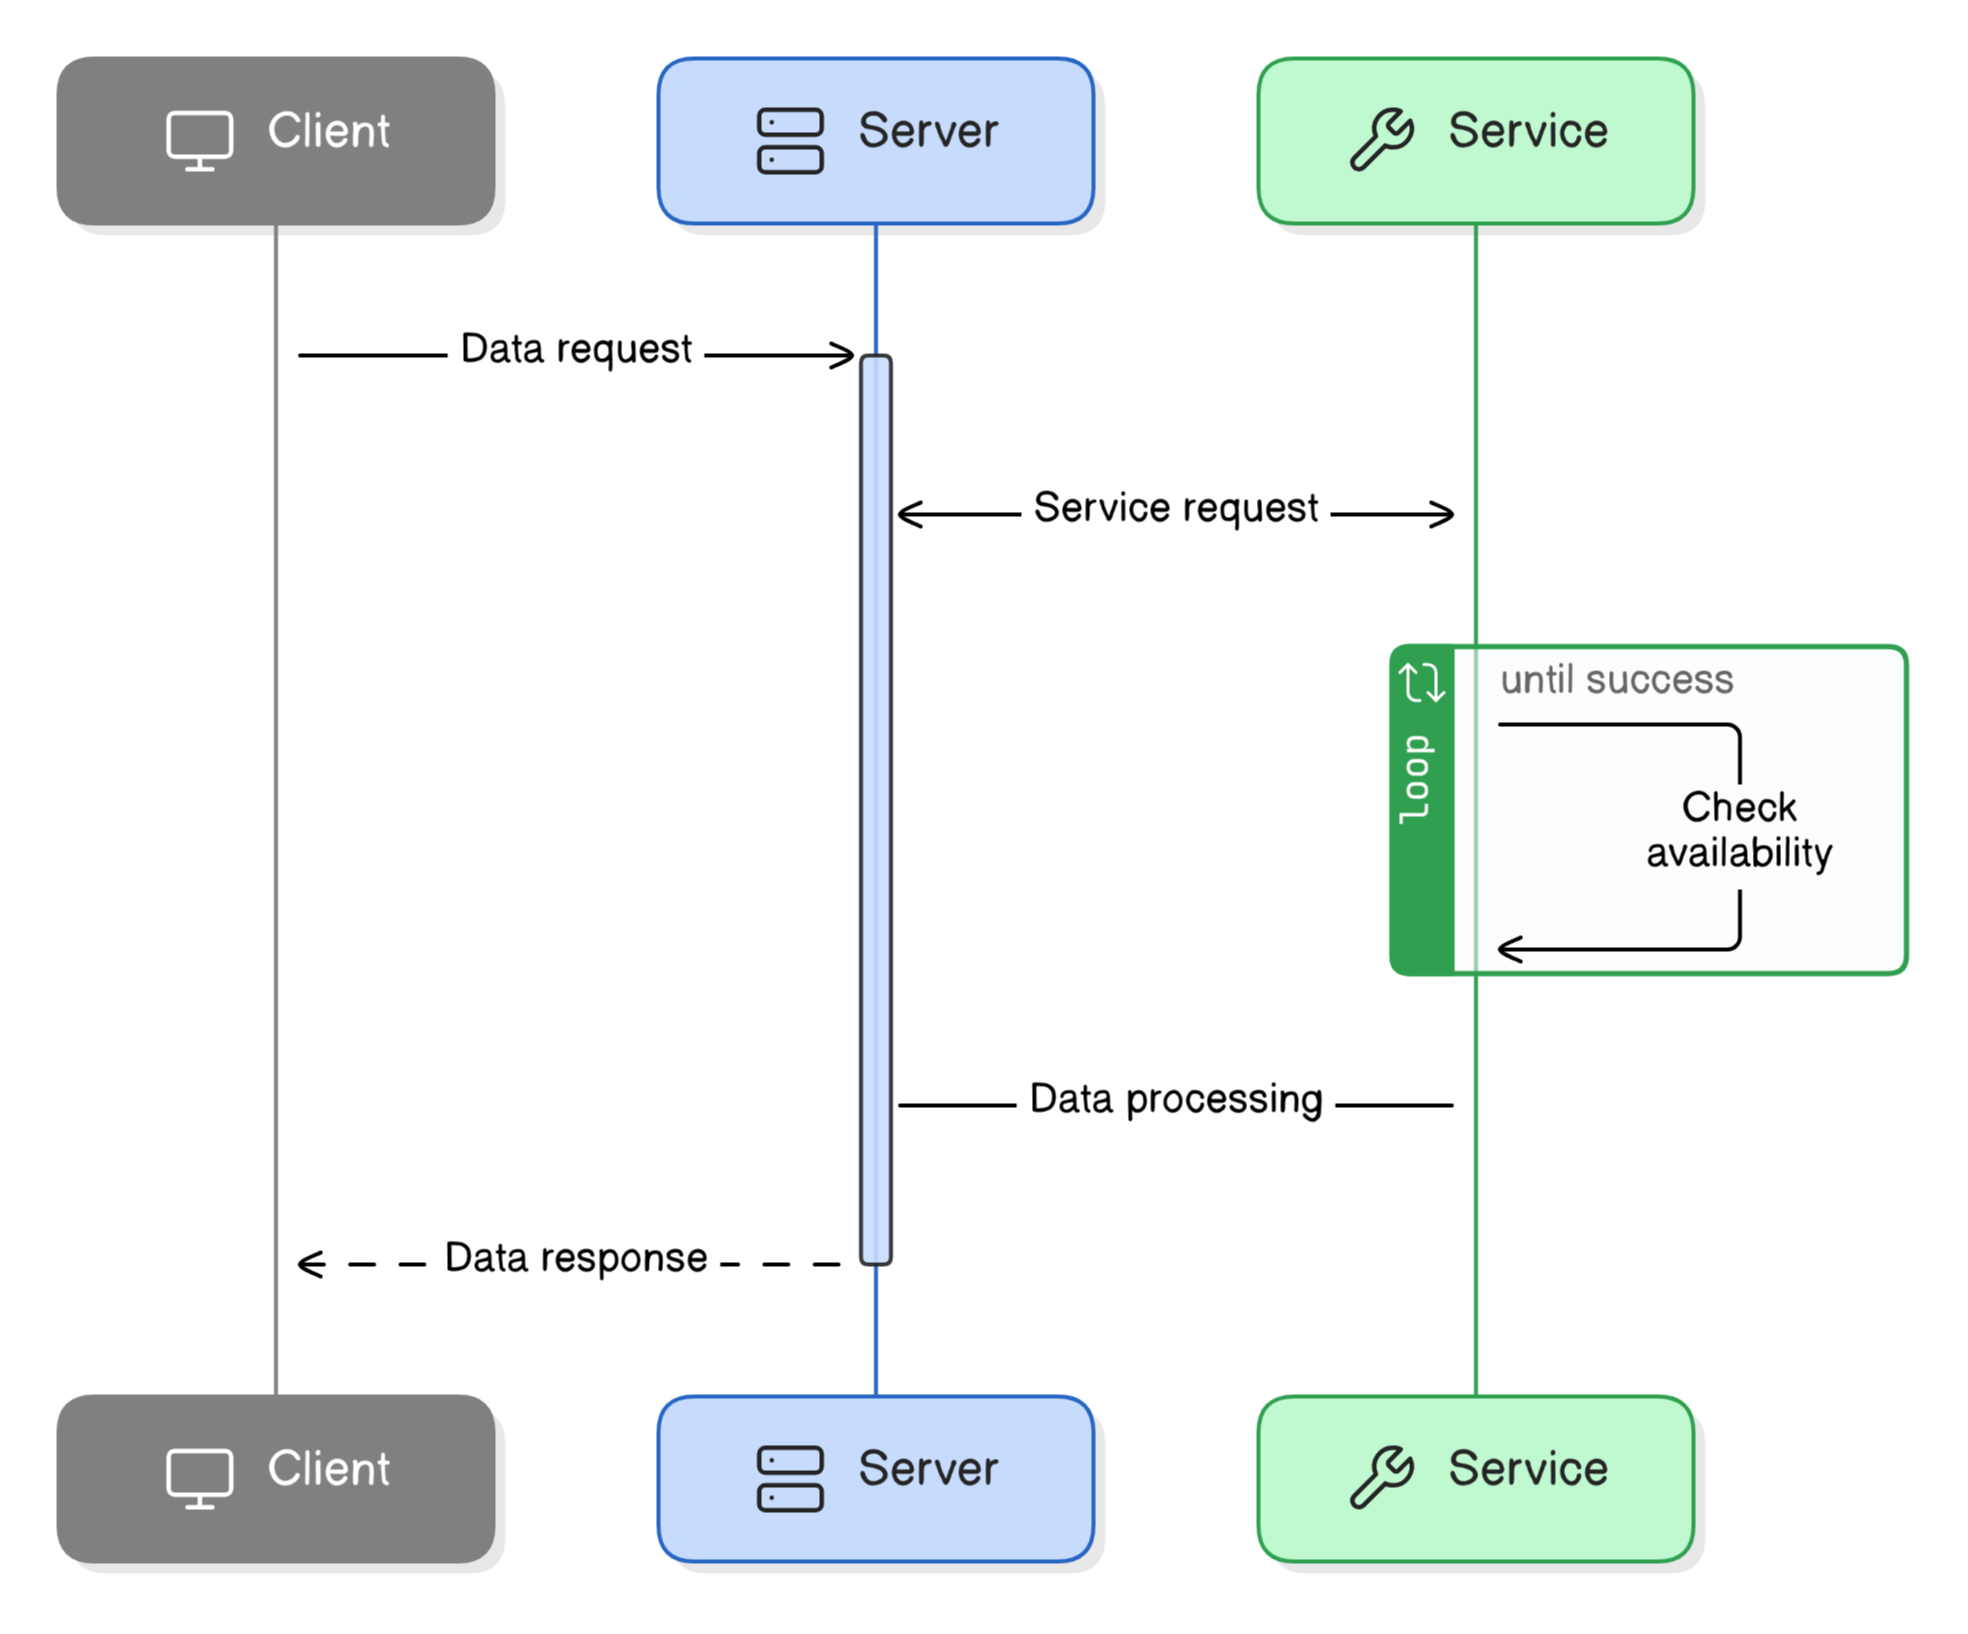 Client
Server
Service
Data request
Service request
loop
until success
Check
availability
Data processing
Data response
Client
Server
Service